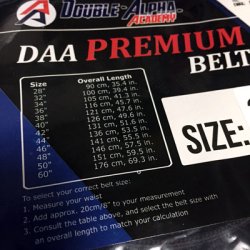 DOUBLE-ALPHA
ACADEMY
DAA PREMIUM
BELT
Size Overall Length
28" 90 cm, 35.4 in.
32" 100 cm, 39.4 in.
34" 105 cm, 41.3 in.
36" 116 cm, 45.7 in.
38" 121 cm, 47.6 in.
40" 126 cm, 49.6 in.
42" 131 cm, 51.6 in.
44" 136 cm, 53.5 in.
46" 141 cm, 55.5 in.
48" 146 cm, 57.5 in.
50" 151 cm, 59.5 in.
60" 176 cm, 69.3 in.
SIZE:
To select your correct belt size:
1. Measure your waist
2. Add approx. 20cm/8" to your measurement
3. Consult the table above, and select the belt size with
an overall length to match your calculation